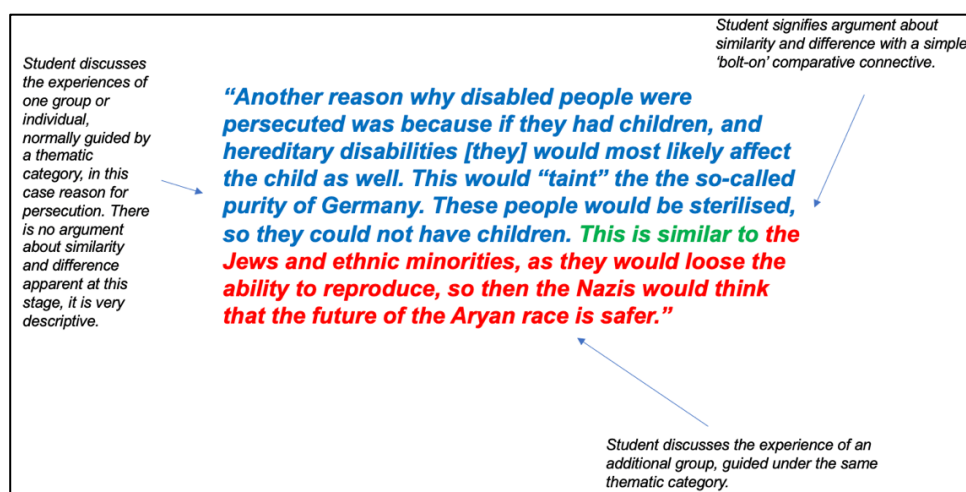 Student signifies argument about
similarity and difference with a simple
'bolt-on' comparative connective.
Student discusses
the experiences of
one group or
individual,
normally guided by
a thematic
category, in this
case reason for
persecution. There
is no argument
about similarity
and difference
apparent at this
stage, it is very
descriptive.
“Another reason why disabled people were
persecuted was because if they had children, and
hereditary disabilities [they] would most likely affect
the child as well. This would “taint” the the so-called
purity of Germany. These people would be sterilised,
so they could not have children. This is similar to the
Jews and ethnic minorities, as they would loose the
ability to reproduce, so then the Nazis would think
that the future of the Aryan race is safer.”
Student discusses the experience of an
additional group, guided under the same
thematic category.